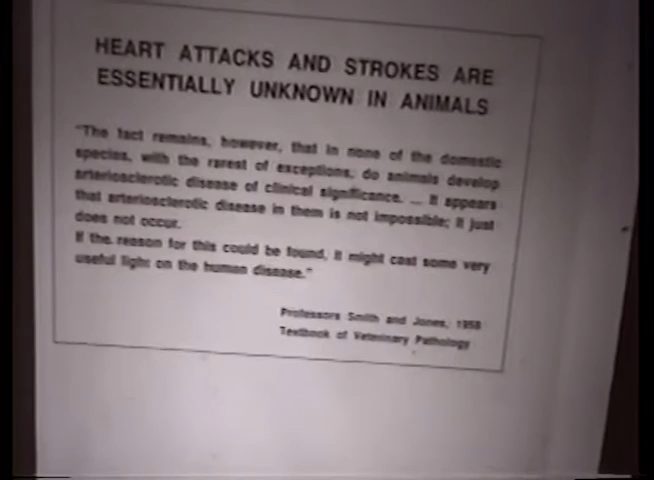 HEART ATTACKS AND STROKES ARE
ESSENTIALLY UNKNOWN IN ANIMALS
"The fact remains, however, that in none of the domestic
species, with the rarest of exceptions, do animals develop
arteriosclerotic disease of clinical significance. ... It appears
that arteriosclerotic disease in them is not impossible; it just
does not occur.
If the reason for this could be found, it might cast some very
useful light on the human disease."
Professors Smith and Jones, 1958
Textbook of Veterinary Pathology